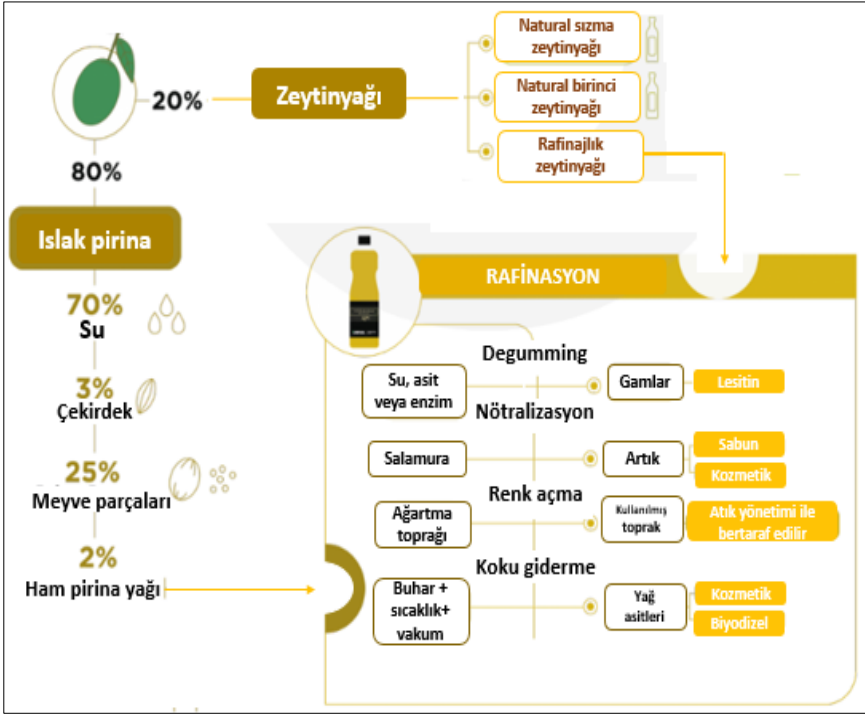 20%
Zeytinyağı
Natural sızma
zeytinyağı
Natural birinci
zeytinyağı
Rafinajlık
zeytinyağı
80%
Islak pirina
70%
Su
3%
Çekirdek
25%
Meyve parçaları
2%
Ham pirina yağı
RAFİNASYON
Degumming
Su, asit
veya enzim
Gamlar
Lesitin
Nötralizasyon
Salamura
Artık
Sabun
Kozmetik
Renk açma
Ağartma
toprağı
Kullanılmış
toprak
Atık yönetimi ile
bertaraf edilir
Koku giderme
Buhar +
sıcaklık+
vakum
Yağ
asitleri
Kozmetik
Biyodizel